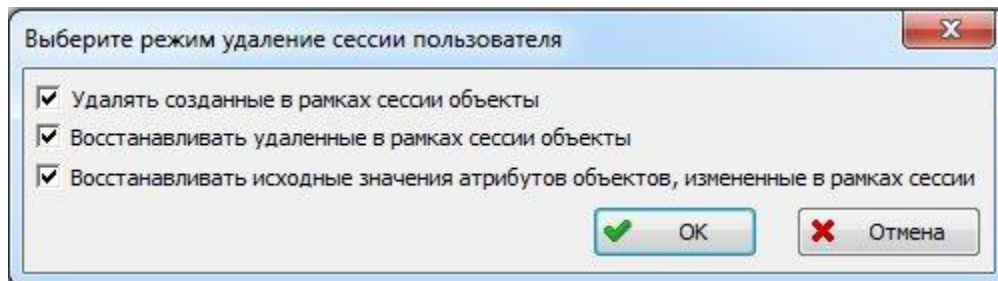 Выберите режим удаление сессии пользователя
Удалять созданные в рамках сессии объекты
Восстанавливать удаленные в рамках сессии объекты
Восстанавливать исходные значения атрибутов объектов, измененные в рамках сессии
OK Отмена